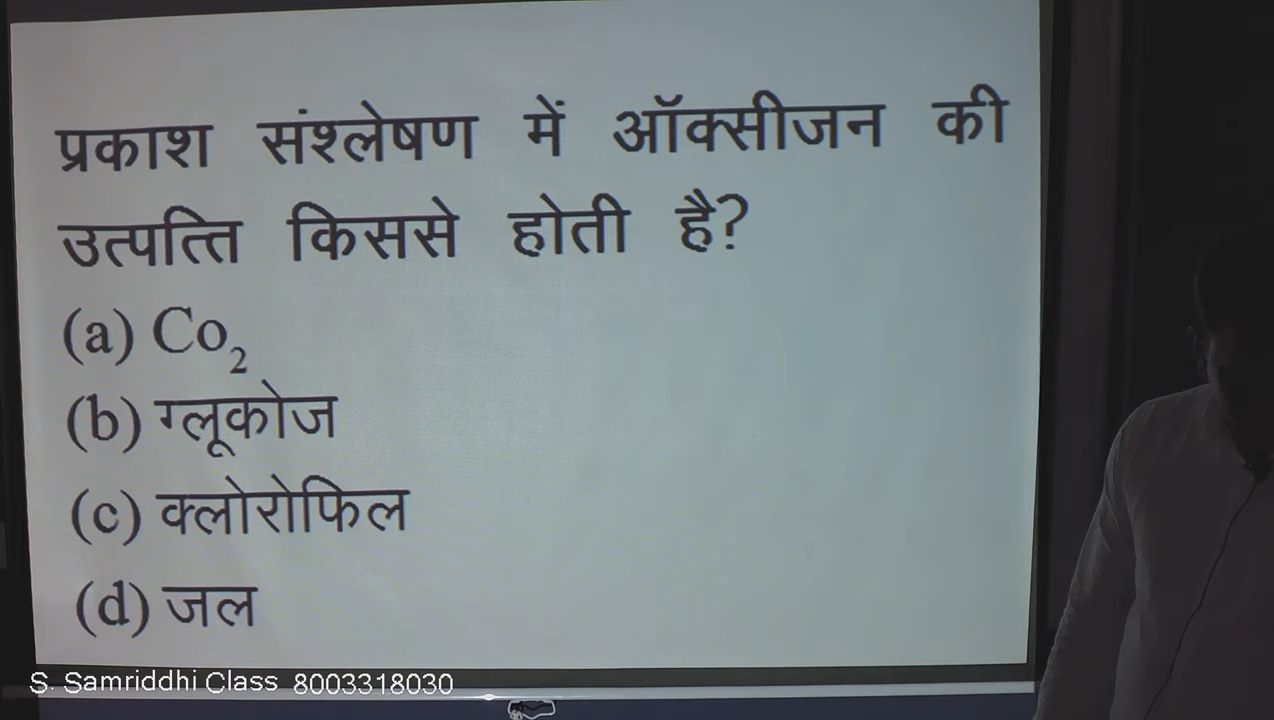 प्रकाश संश्लेषण में ऑक्सीजन की
उत्पत्ति किससे होती है?
(a) Co₂
(b) ग्लूकोज
(c) क्लोरोफिल
(d) जल
S. Samriddhi Class 8003318030